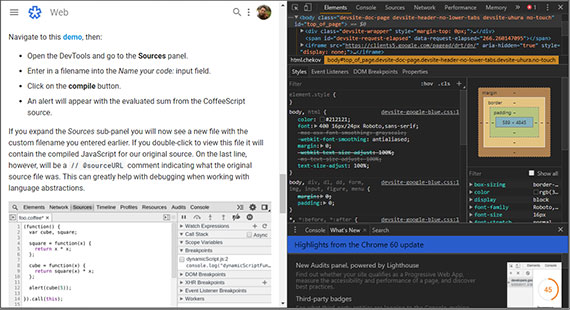 Web
Navigate to this demo, then:
Open the DevTools and go to the Sources panel.
Enter in a filename into the Name your code: input field.
Click on the compile button.
An alert will appear with the evaluated sum from the CoffeeScript
source.
If you expand the Sources sub-panel you will now see a new file with the
custom filename you entered earlier. If you double-click to view this file it will
contain the compiled JavaScript for our original source. On the last line,
however, will be a // @sourceURL comment indicating what the original
source file was. This can greatly help with debugging when working with
language abstractions.
Elements Network Sources Timeline Profiles Resources Audits Console
foo.coffee*
1 (function() {
2 var cube, square;
square = function(x) {
return x * x;
};
cube = function(x) {
return square(x) * x;
};
alert(cube(
}).call(this);
Watch Expressions
Call Stack
Async
Scope Variables
Breakpoints
dynamicScript.js:2
console.log("dynamicScriptFun…
DOM Breakpoints
XHR Breakpoints
Event Listener Breakpoints
Workers
Elements
<body class="devsite-doc-page devsite-header-no-lower-tabs devsite-uhura no-touch"
id="top_of_page"> == $0
<div class="devsite-wrapper" style="margin-top: 0px;">…</div>
<span id="devsite-request-elapsed" data-request-elapsed="266.260147095"></span>
<iframe src="https://clients5.google.com/pagead/drt/dn/" aria-hidden="true" style=
"display: none;">…</iframe>
html.chekov body#top_of_page.devsite-doc-page.devsite-header-no-lower-tabs.devsite-uhura.no-touch
Styles Event Listeners DOM Breakpoints Properties
Filter :hov .cls +
element.style {
}
body, html { devsite-google-blue.css:1
color: #212121;
font: 400 16px/24px Roboto,sans-serif;
-moz-osx-font-smoothing: grayscale;
-webkit-font-smoothing: antialiased;
margin: 0;
-webkit-text-size-adjust: 100%;
-ms-text-size-adjust: 100%;
text-size-adjust: 100%;
}
body, div, dl, dd, form, devsite-google-blue.css:1
img, input, figure, menu {
margin: 0;
padding: 0;
}
*:before, *:after { devsite-google-blue.css:1
margin
border
padding
Filter Show all
box-sizing border-…
color
display block
font-family Roboto,…
font-size 16px
Console What's New
Highlights from the Chrome 60 update
New Audits panel, powered by Lighthouse
Find out whether your site qualifies as a Progressive Web App,
measure the accessibility and performance of a page, and discover
best practices.
Third-party badges
45